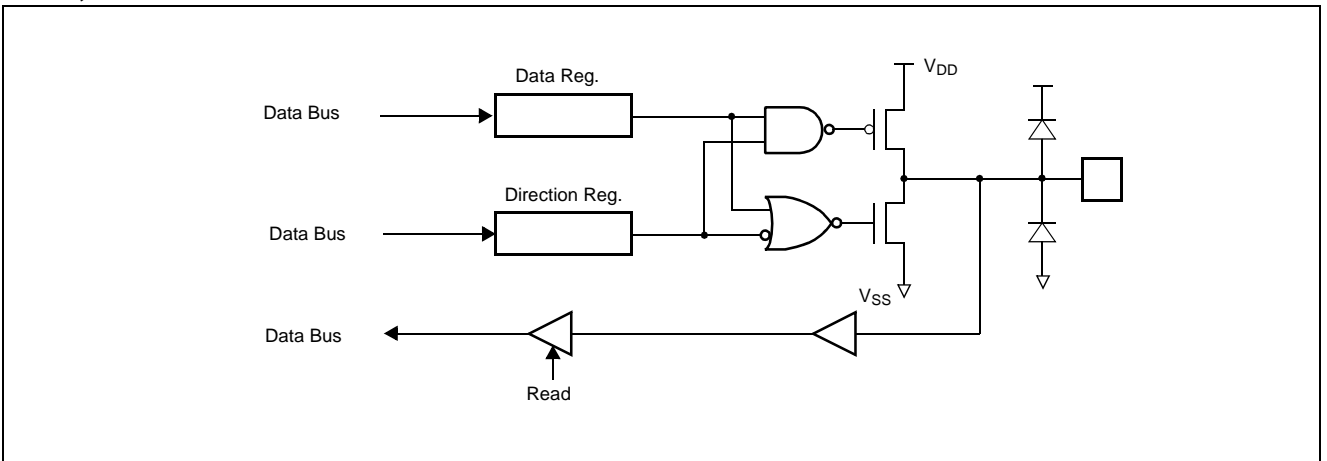 Data Reg.
Data Bus
VDD
Direction Reg.
Data Bus
VSS
Data Bus
Read